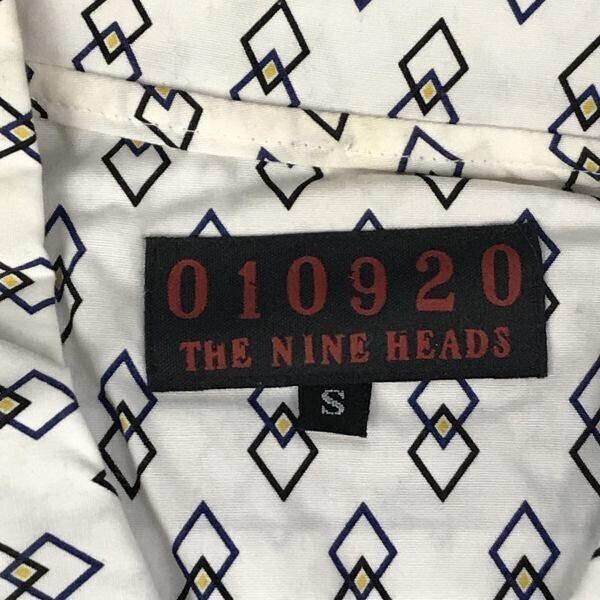 010920
THE NINE HEADS
S